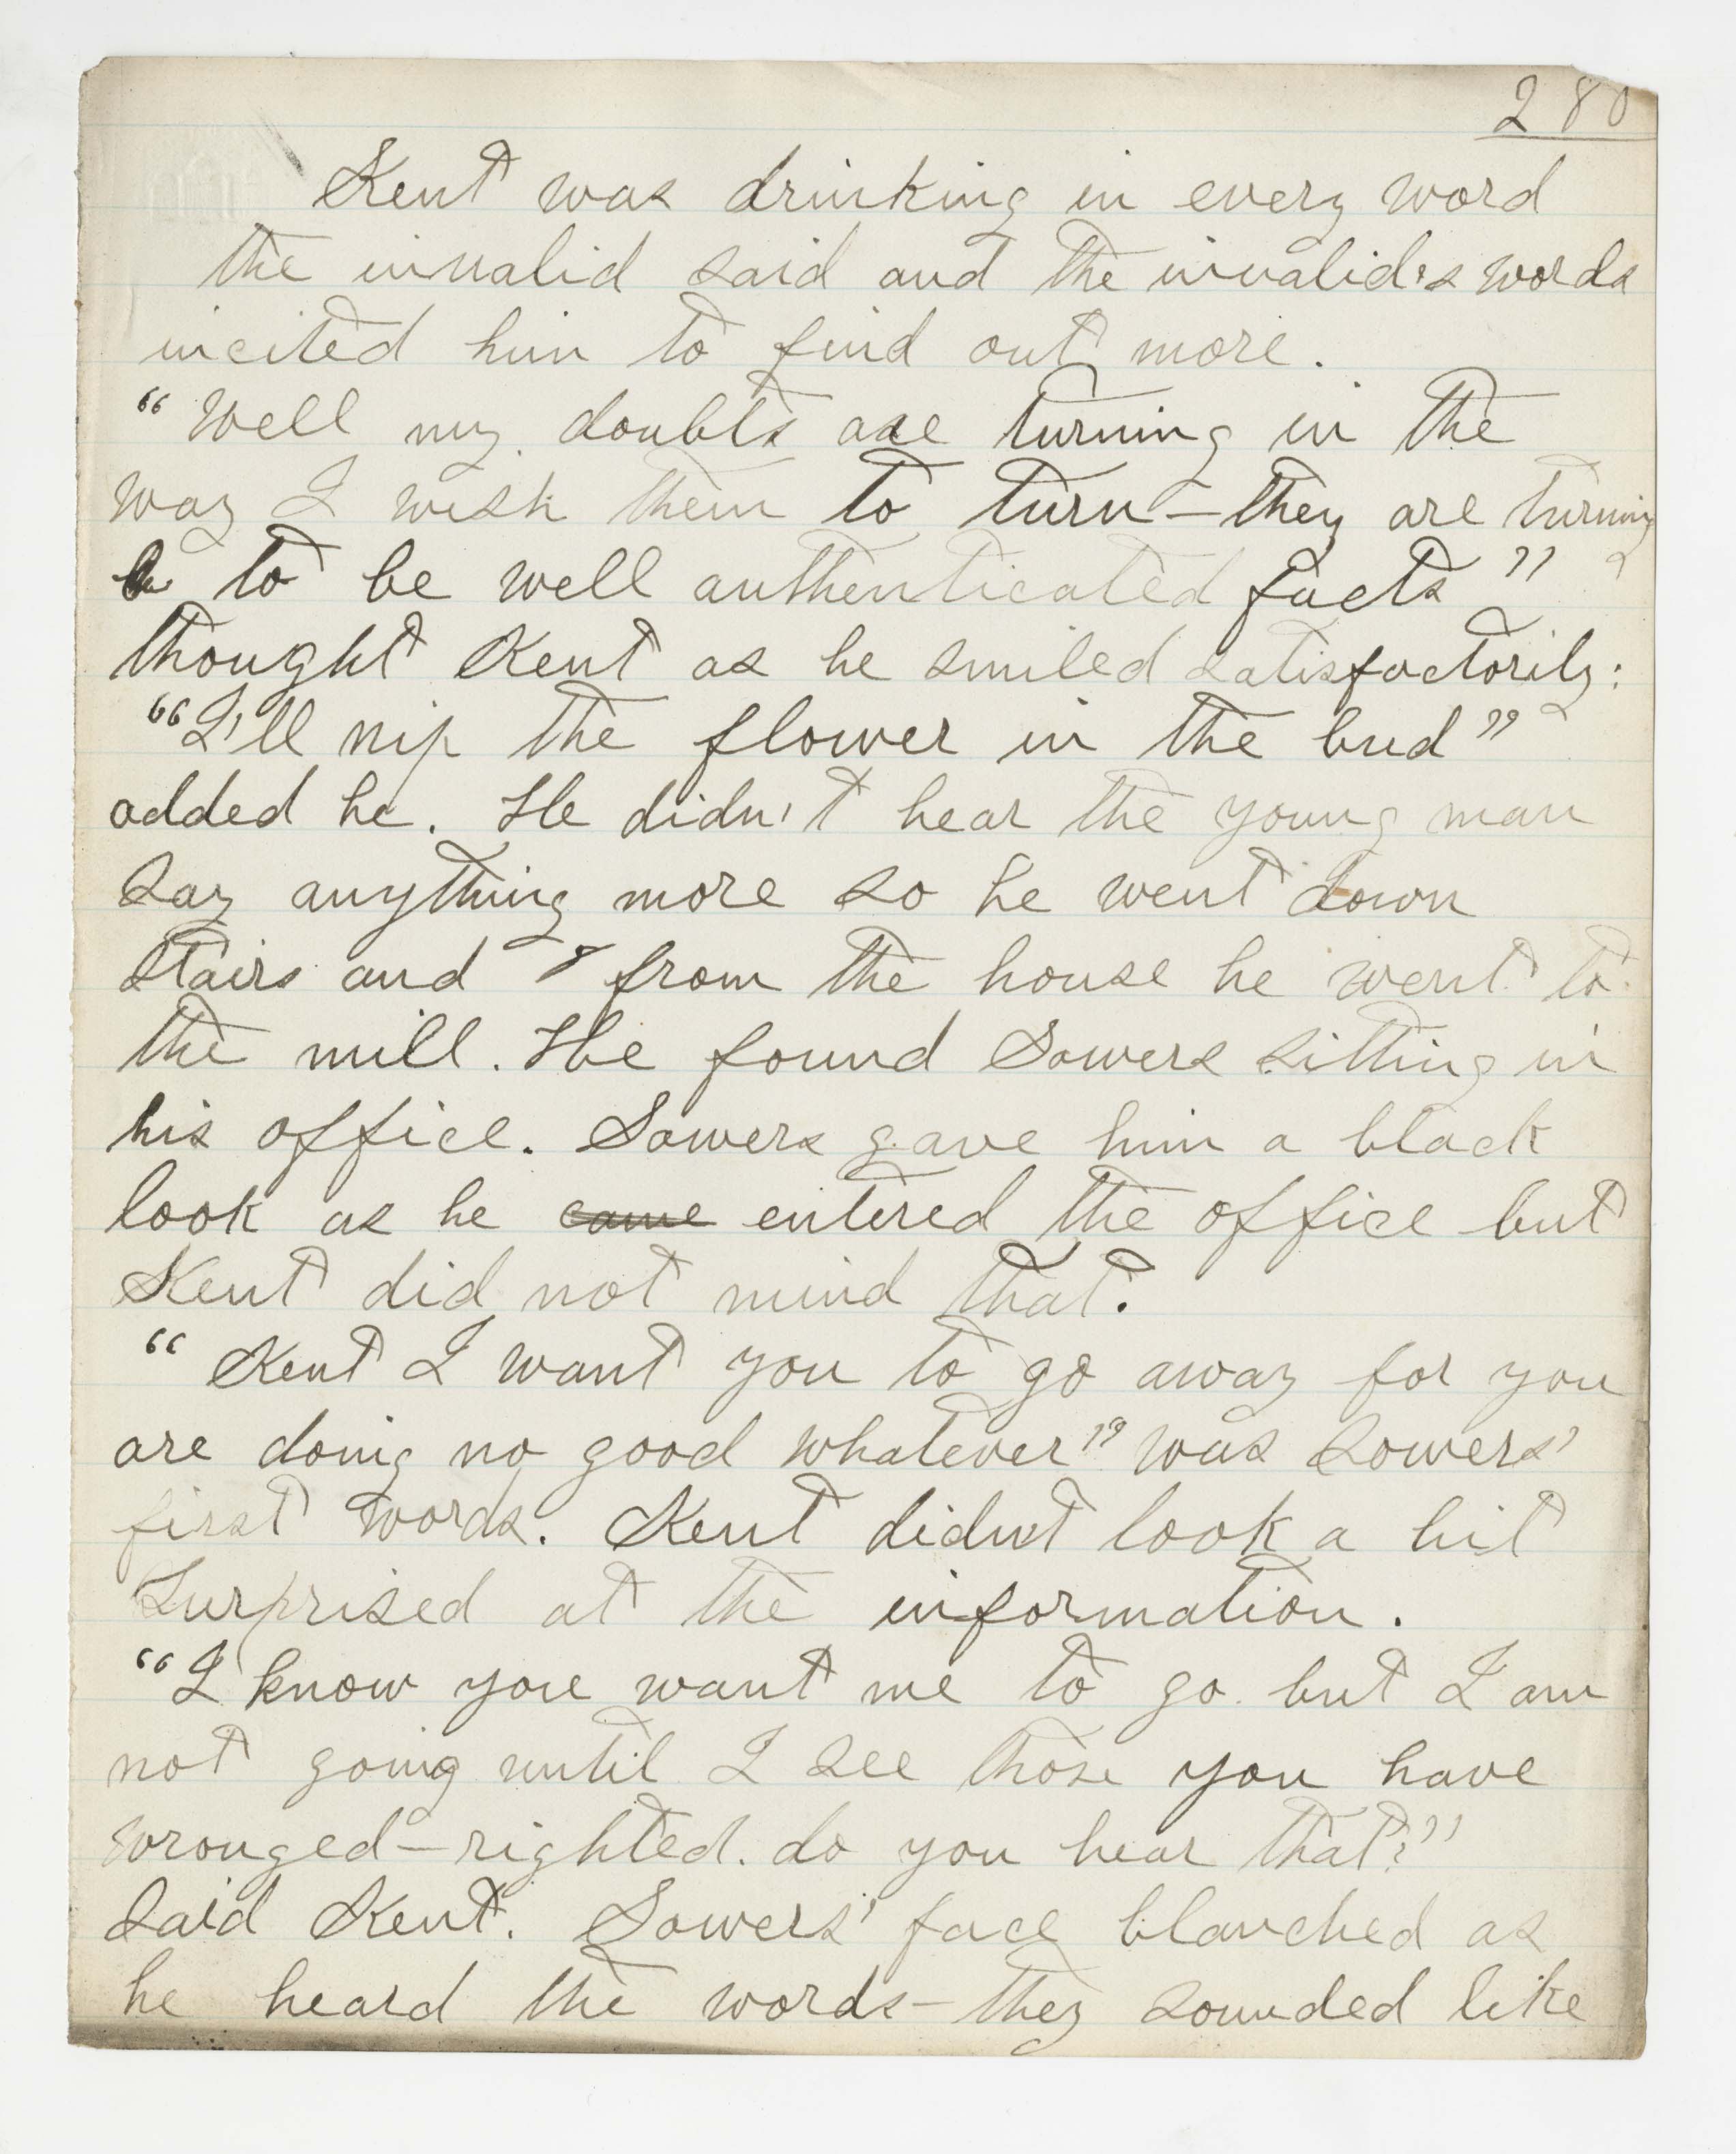 280
Kent was drinking in every word
the invalid said and the invalid's words
incited him to find out more.
"Well my doubts are turning in the
way I wish them to turn—they are turning
to be well authenticated facts"
thought Kent as he smiled satisfactorily:
"I'll nip the flower in the bud"
added he. He didn't hear the young man
say anything more so he went down
stairs and from the house he went to
the mill. He found Sowers sitting in
his office. Sowers gave him a black
look as he came entered the office but
Kent did not mind that.
"Kent I want you to go away for you
are doing no good whatever" was Sowers'
first words. Kent didn't look a bit
surprised at the information.
"I know you want me to go but I am
not going until I see those you have
wronged—righted. do you hear that?"
said Kent. Sowers' face blanched as
he heard the words—they sounded like